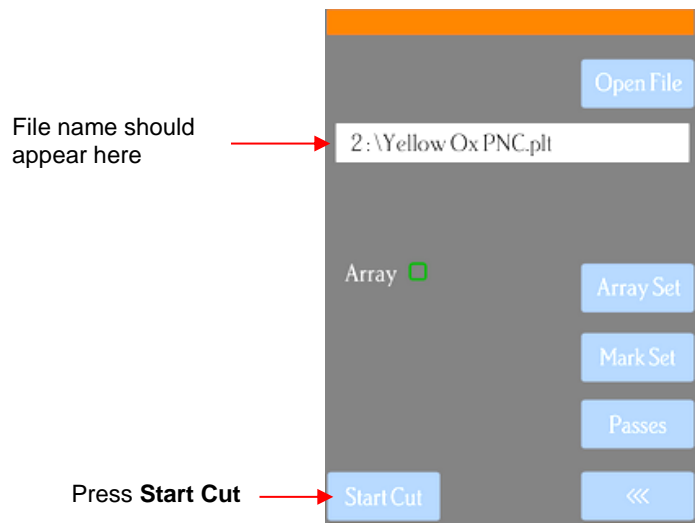 Open File
File name should
appear here
2:\Yellow Ox PNC.plt
Array
Array Set
Mark Set
Passes
Press Start Cut
Start Cut
<<<